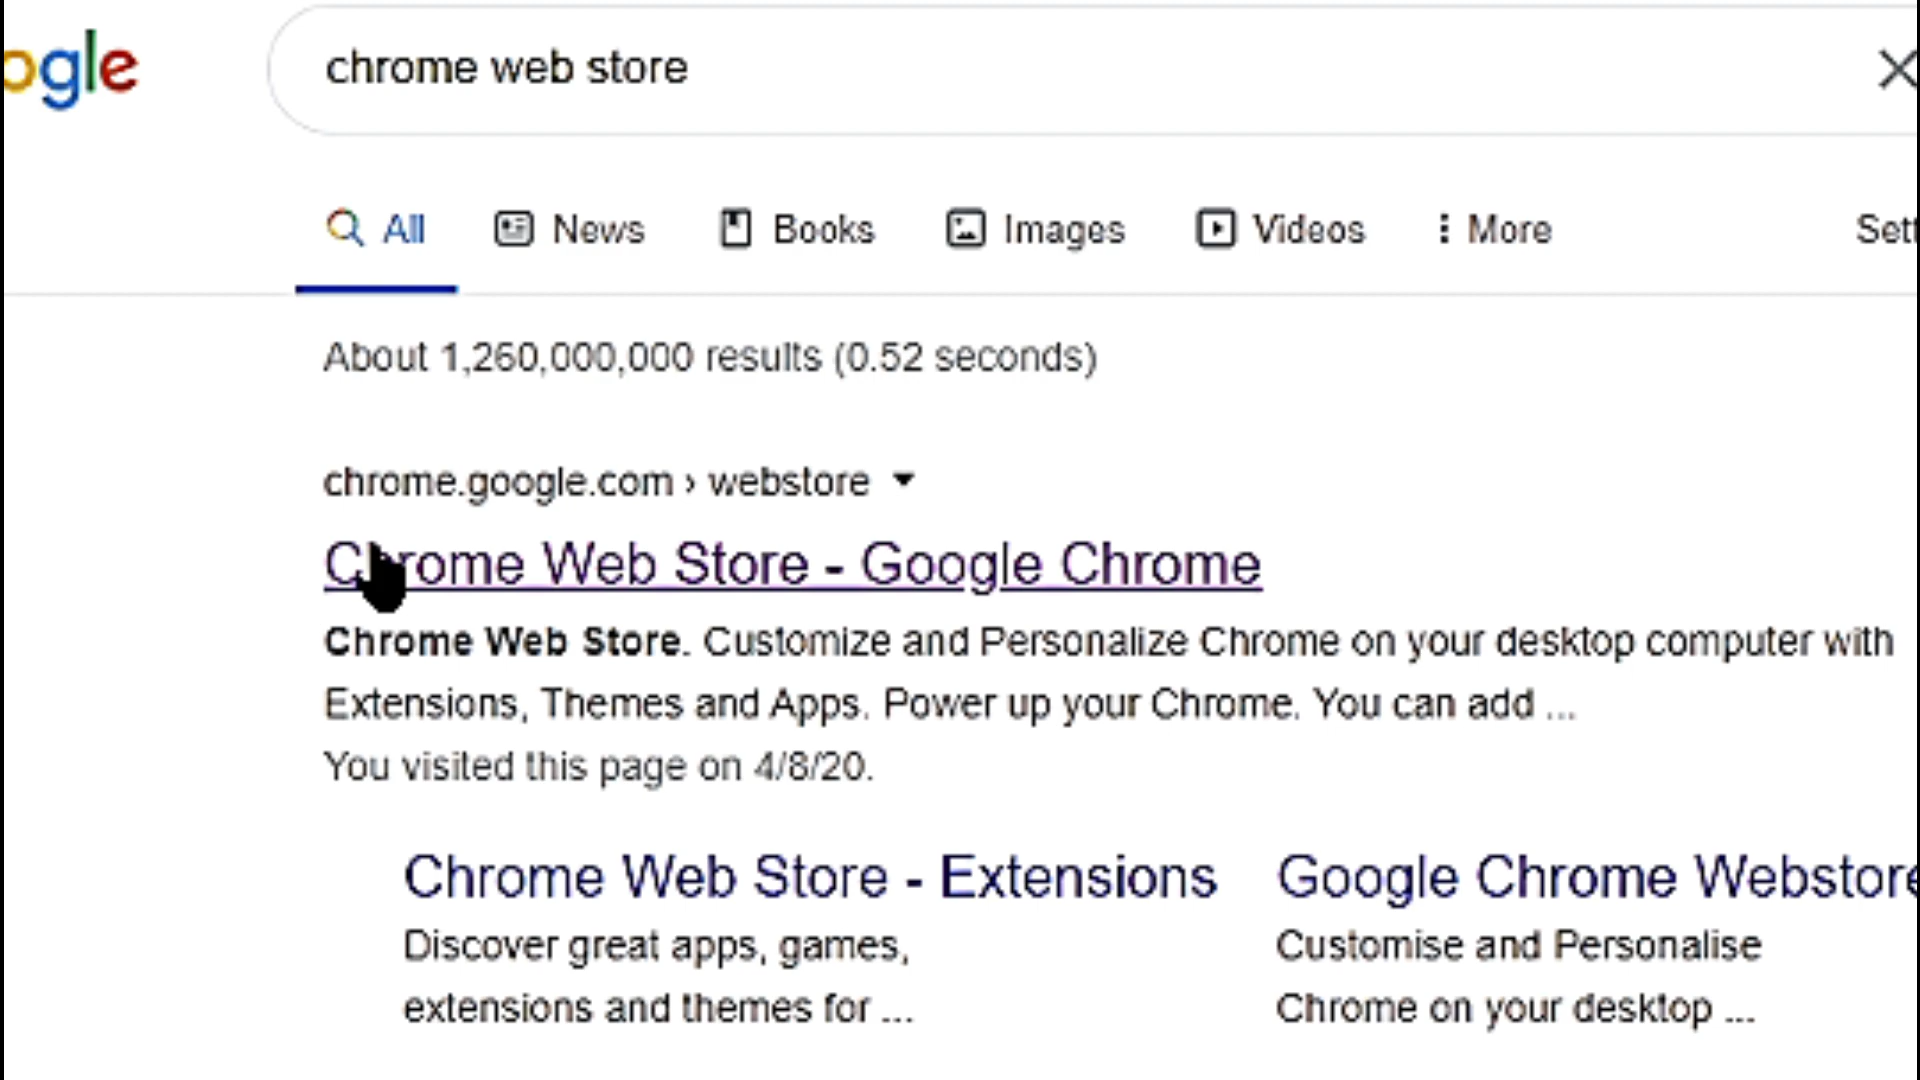 ogle
chrome web store
All News Books Images Videos More
About 1,260,000,000 results (0.52 seconds)
chrome.google.com › webstore
Chrome Web Store - Google Chrome
Chrome Web Store. Customize and Personalize Chrome on your desktop computer with
Extensions, Themes and Apps. Power up your Chrome. You can add ...
You visited this page on 4/8/20.
Chrome Web Store - Extensions
Discover great apps, games,
extensions and themes for ...
Google Chrome Webstore
Customise and Personalise
Chrome on your desktop ...